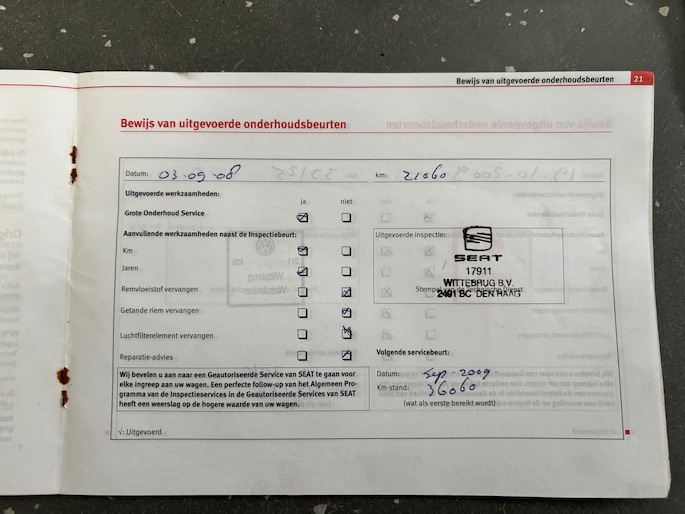 Bewijs van uitgevoerde onderhoudsbeurten 21
Bewijs van uitgevoerde onderhoudsbeurten
Datum: 03-09-08 km: 21060
Uitgevoerde werkzaamheden:
ja niet
Grote Onderhoud Service
Aanvullende werkzaamheden naast de Inspectiebeurt:
Km
Jaren
Remvloeistof vervangen
Getande riem vervangen
Luchtfilterelement vervangen
Reparatie-advies
Uitgevoerde inspectie:
SEAT
17911
WITTEBRUG B.V.
Stempel van de Technische Dienst
2491 BC DEN HAAG
Volgende servicebeurt:
Datum: Sep-2009
Km-stand: 36060
(wat als eerste bereikt wordt)
Wij bevelen u aan naar een Geautoriseerde Service van SEAT te gaan voor
elke ingreep aan uw wagen. Een perfecte follow-up van het Algemeen Pro-
gramma van de Inspectieservices in de Geautoriseerde Services van SEAT
heeft een weerslag op de hogere waarde van uw wagen.
√: Uitgevoerd